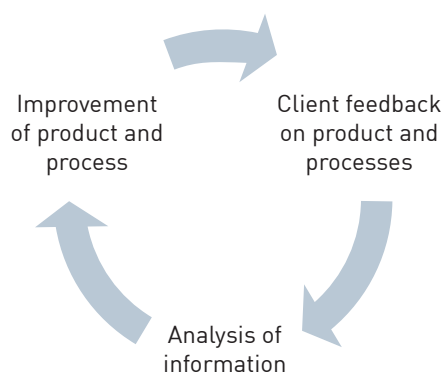 Improvement
of product and
process
Client feedback
on product and
processes
Analysis of
information